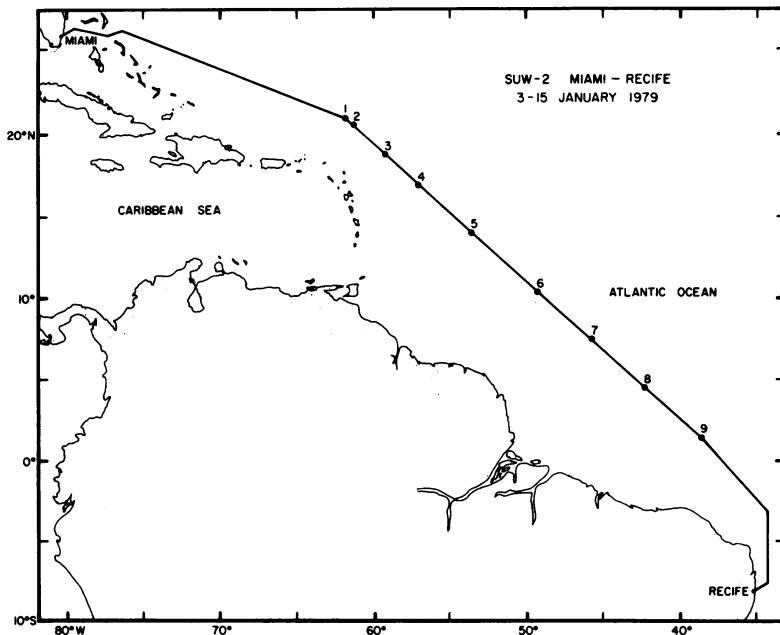 MIAMI
SUW-2 MIAMI – RECIFE
3-15 JANUARY 1979
1
2
20°N
3
4
CARIBBEAN SEA
5
6
ATLANTIC OCEAN
10°
7
8
9
0°
RECIFE
10°S
80°W
70°
60°
50°
40°